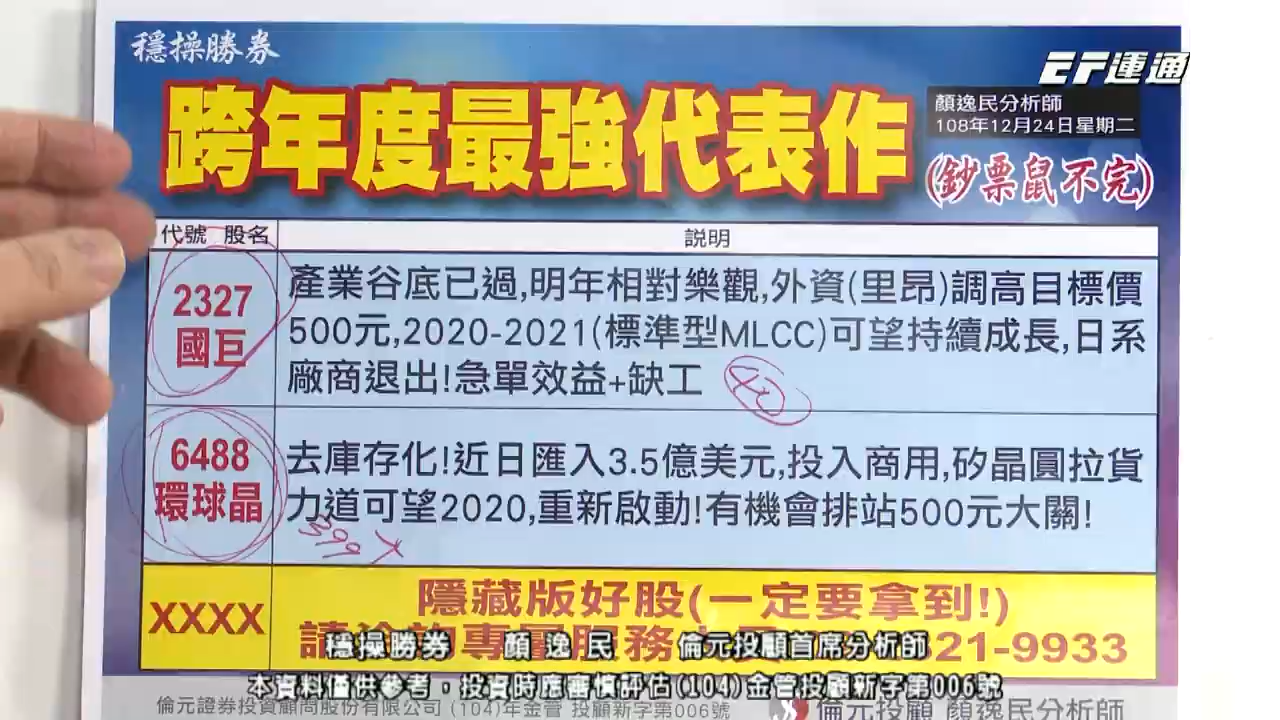 穩操勝券
EF運通
跨年度最強代表作
顏逸民分析師
108年12月24日星期二
(鈔票鼠不完)
代號 股名 說明
2327
國巨
產業谷底已過,明年相對樂觀,外資(里昂)調高目標價
500元,2020-2021(標準型MLCC)可望持續成長,日系
廠商退出!急單效益+缺工
6488
環球晶
去庫存化!近日匯入3.5億美元,投入商用,矽晶圓拉貨
力道可望2020,重新啟動!有機會排站500元大關!
399
XXXX
隱藏版好股(一定要拿到!)
21-9933
穩操勝券 顏逸民 倫元投顧首席分析師
本資料僅供參考，投資時應審慎評估(104)金管投顧新字第006號
倫元證券投資顧問股份有限公司 (104)年金管 投顧新字第006號
倫元投顧 顏逸民分析師